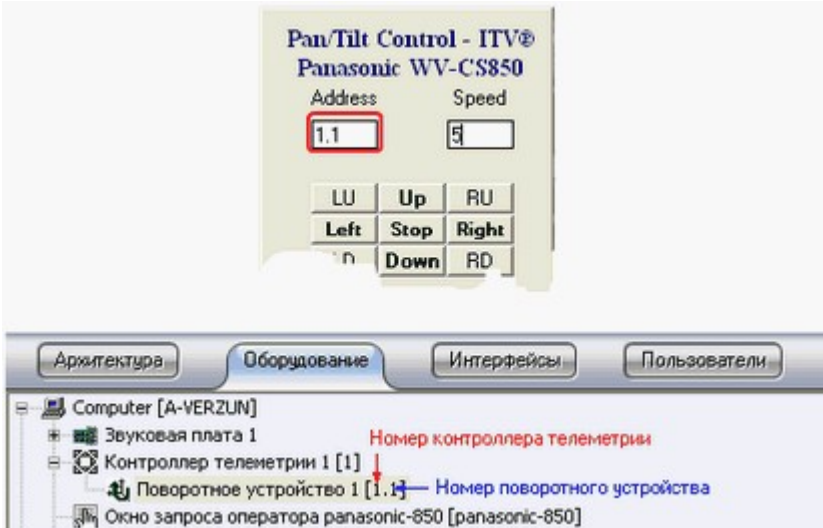 Pan/Tilt Control - ITV®
Panasonic WV-CS850
Address Speed
1.1 5
LU Up RU
Left Stop Right
Down RD
Архитектура Оборудование Интерфейсы Пользователи
Computer [A-VERZUN]
Звуковая плата 1
Номер контроллера телеметрии
Контроллер телеметрии 1 [1]
Поворотное устройство 1 [1.1]
Номер поворотного устройства
Окно запроса оператора panasonic-850 [panasonic-850]